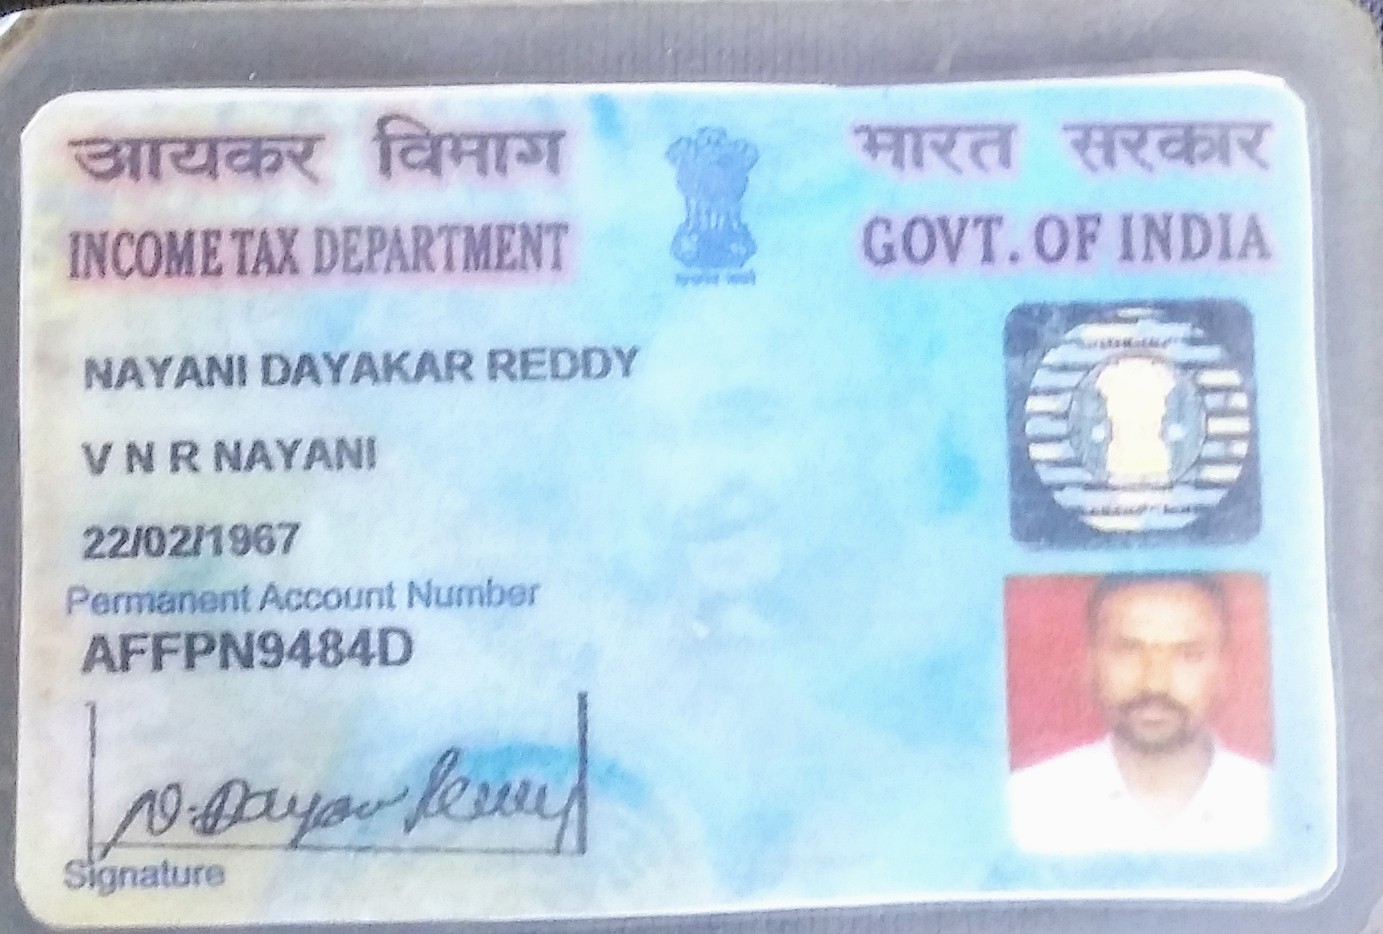 आयकर विभाग
भारत सरकार
INCOME TAX DEPARTMENT
GOVT. OF INDIA
NAYANI DAYAKAR REDDY
V N R NAYANI
22/02/1967
Permanent Account Number
AFFPN9484D
N. Dayakar Reddy
Signature